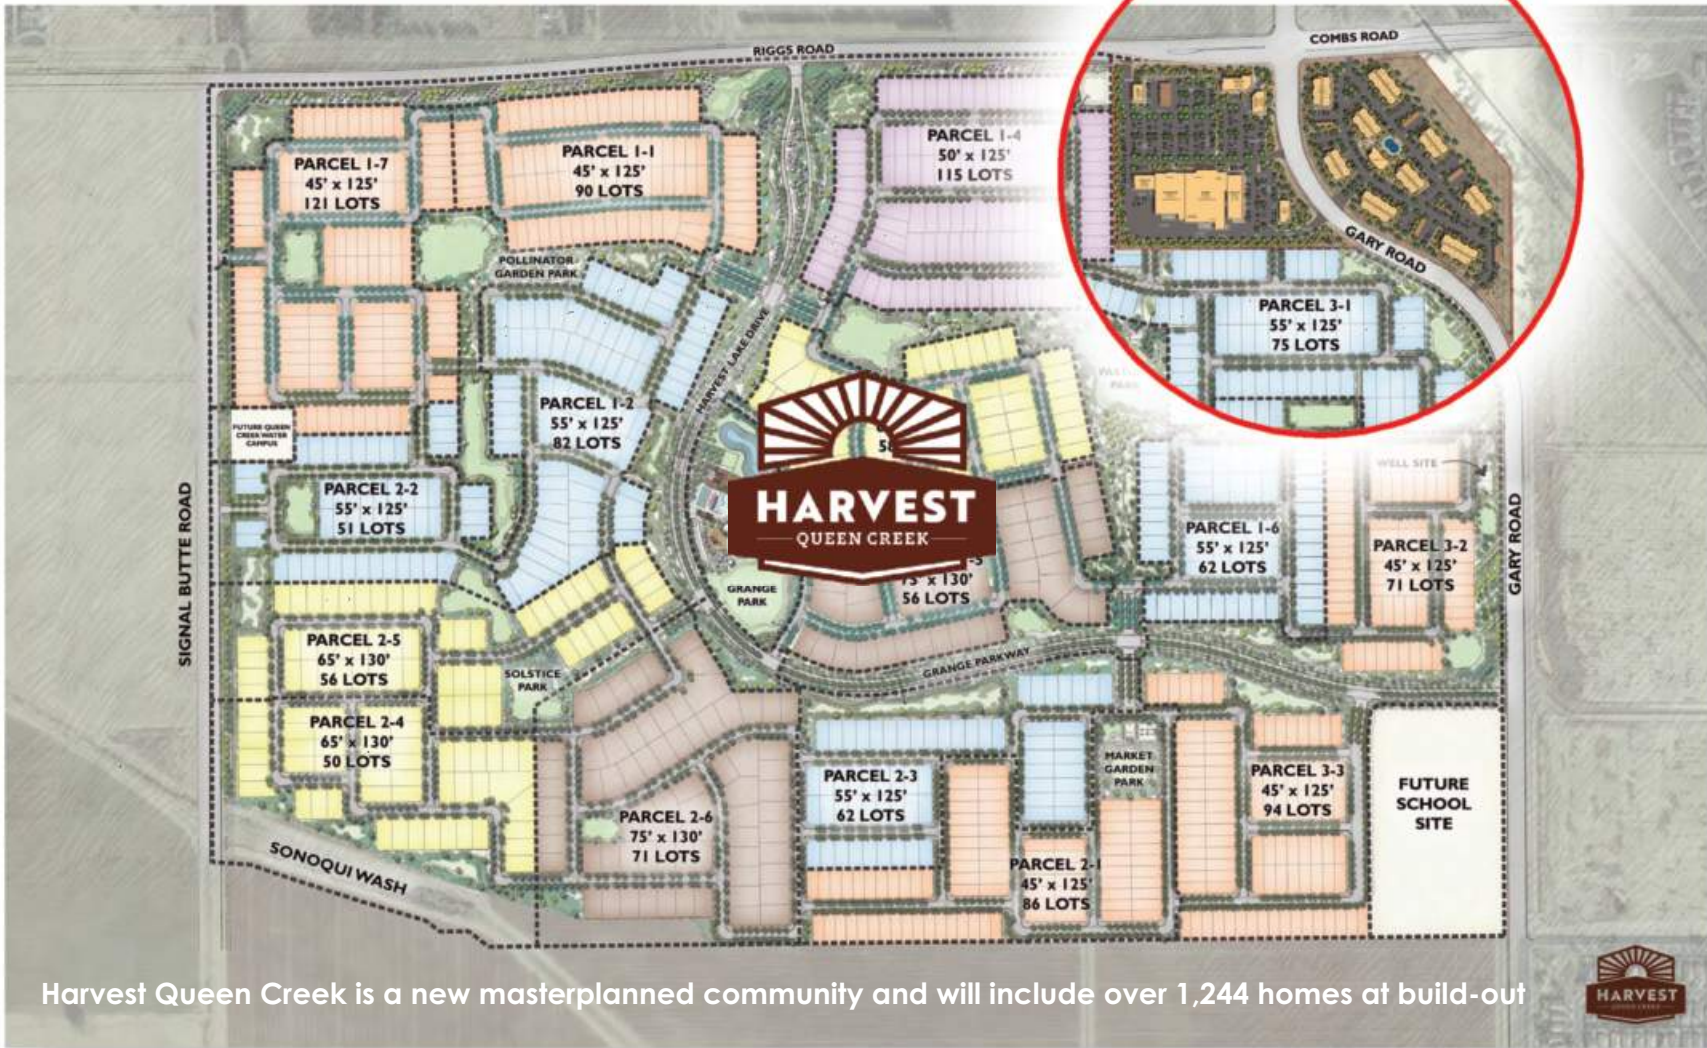 RIGGS ROAD
COMBS ROAD
PARCEL 1-7
45' x 125'
121 LOTS
PARCEL 1-1
45' x 125'
90 LOTS
PARCEL 1-4
50' x 125'
115 LOTS
GARY ROAD
POLLINATOR
GARDEN PARK
PARCEL 3-1
55' x 125'
75 LOTS
HARVEST LAKE DRIVE
PARCEL 1-2
55' x 125'
82 LOTS
FUTURE QUEEN
CREEK WATER
CAMPUS
HARVEST
QUEEN CREEK
WELL SITE
SIGNAL BUTTE ROAD
PARCEL 2-2
55' x 125'
51 LOTS
PARCEL 1-6
55' x 125'
62 LOTS
PARCEL 3-2
45' x 125'
71 LOTS
GARY ROAD
75' x 130'
56 LOTS
GRANGE
PARK
PARCEL 2-5
65' x 130'
56 LOTS
SOLSTICE
PARK
GRANGE PARKWAY
PARCEL 2-4
65' x 130'
50 LOTS
MARKET
GARDEN
PARK
PARCEL 2-3
55' x 125'
62 LOTS
PARCEL 3-3
45' x 125'
94 LOTS
FUTURE
SCHOOL
SITE
PARCEL 2-6
75' x 130'
71 LOTS
PARCEL 2-1
45' x 125'
86 LOTS
SONOQUI WASH
Harvest Queen Creek is a new masterplanned community and will include over 1,244 homes at build-out
HARVEST
QUEEN CREEK